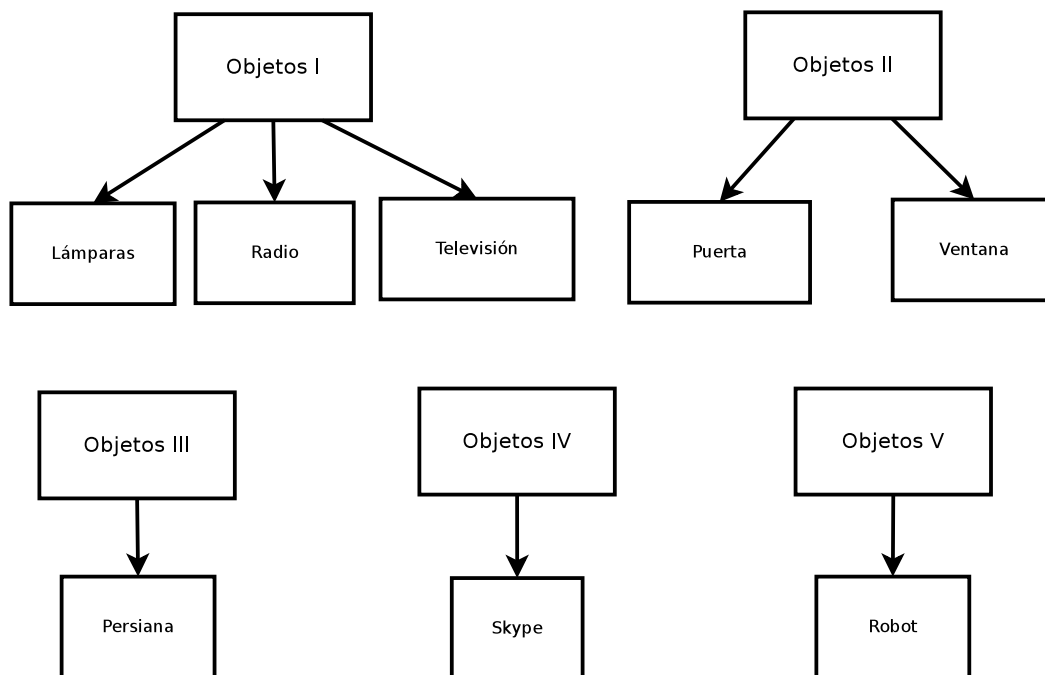 Objetos I
Objetos II
Lámparas
Radio
Televisión
Puerta
Ventana
Objetos III
Objetos IV
Objetos V
Persiana
Skype
Robot